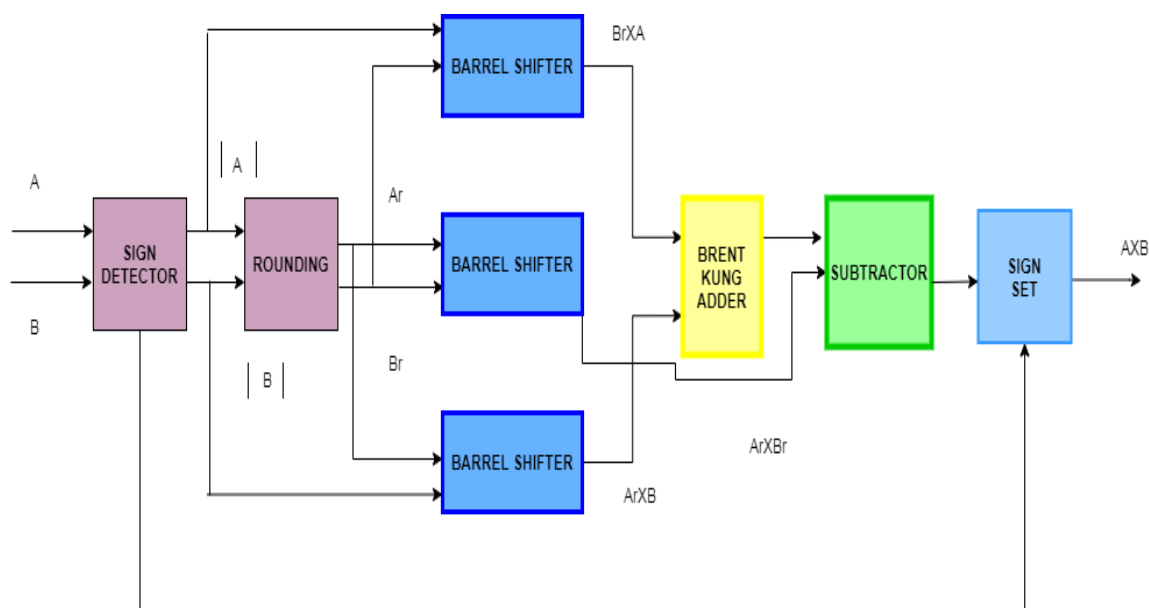 BrXA
BARREL SHIFTER
|A|
A
Ar
SIGN
DETECTOR
ROUNDING
BARREL SHIFTER
BRENT
KUNG
ADDER
SUBTRACTOR
SIGN
SET
AXB
B
|B|
Br
BARREL SHIFTER
ArXBr
ArXB